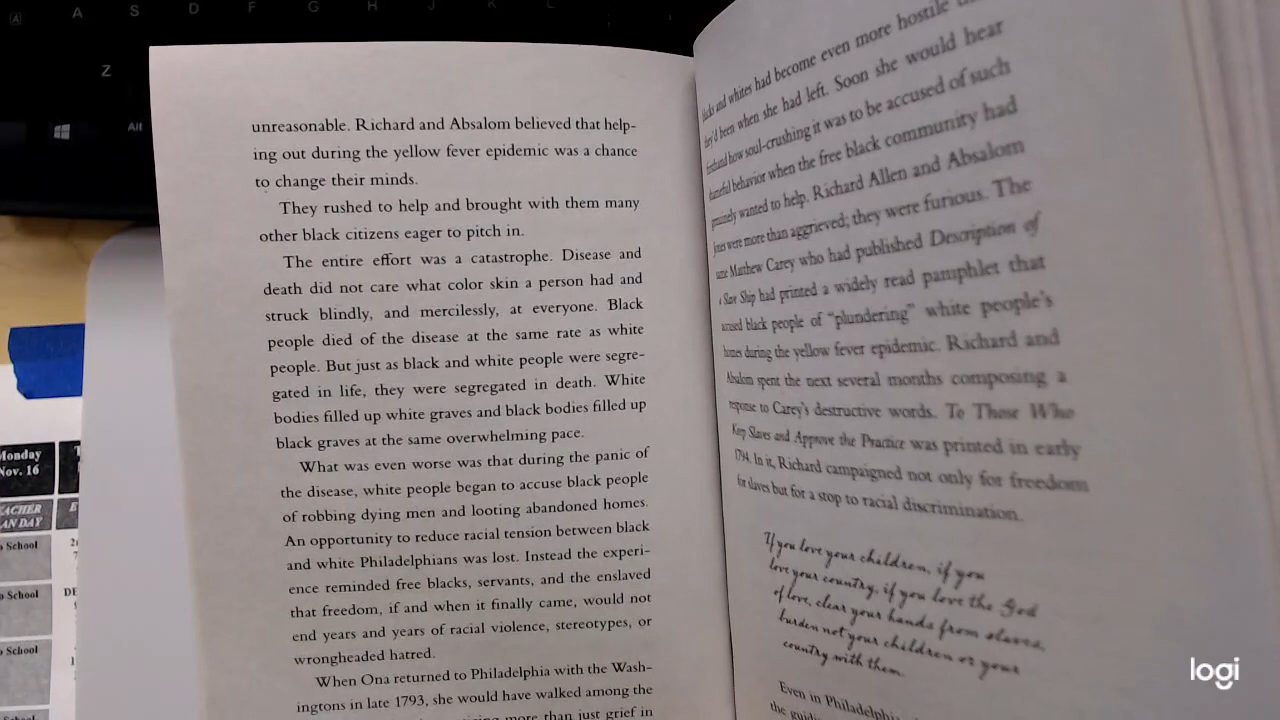 A S D F G H J K L
Z
Alt
unreasonable. Richard and Absalom believed that help-
ing out during the yellow fever epidemic was a chance
to change their minds.
They rushed to help and brought with them many
other black citizens eager to pitch in.
The entire effort was a catastrophe. Disease and
death did not care what color skin a person had and
struck blindly, and mercilessly, at everyone. Black
people died of the disease at the same rate as white
people. But just as black and white people were segre-
gated in life, they were segregated in death. White
bodies filled up white graves and black bodies filled up
black graves at the same overwhelming pace.
What was even worse was that during the panic of
the disease, white people began to accuse black people
of robbing dying men and looting abandoned homes.
An opportunity to reduce racial tension between black
and white Philadelphians was lost. Instead the experi-
ence reminded free blacks, servants, and the enslaved
that freedom, if and when it finally came, would not
end years and years of racial violence, stereotypes, or
wrongheaded hatred.
When Ona returned to Philadelphia with the Wash-
ingtons in late 1793, she would have walked among the
more than just grief in
and whites had become even more hostile
they'd been when she had left. Soon she would hear
firsthand how soul-crushing it was to be accused of such
behavior when the free black community had
genuinely wanted to help. Richard Allen and Absalom
Jones were more than aggrieved; they were furious. The
same Matthew Carey who had published Description of
a Slave Ship had printed a widely read pamphlet that
accused black people of "plundering" white people's
homes during the yellow fever epidemic. Richard and
Absalom spent the next several months composing a
response to Carey's destructive words. To Those Who
Keep Slaves and Approve the Practice was printed in early
1794. In it, Richard campaigned not only for freedom
for slaves but for a stop to racial discrimination.
If you love your children, if you
love your country, if you love the God
of love, clear your hands from slaves,
burden not your children or your
country with them.
Even in Philadelphia
the
Monday
Nov. 16
School
School
School
logi